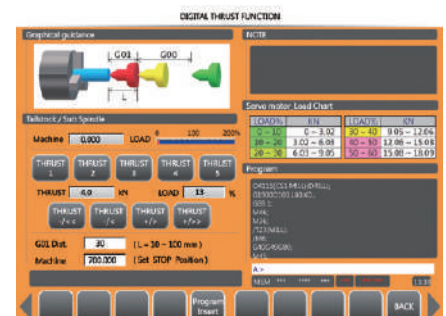 DIGITAL THRUST FUNCTION
Graphical guidance
G01 G00
L
NOTE
Tailstock / Sub Spindle
Machine 0.000 LOAD 0 100 200%
THRUST 1
THRUST 2
THRUST 3
THRUST 4
THRUST 5
THRUST 4.0 kN LOAD 13 %
THRUST -/<<
THRUST -/<
THRUST +/>
THRUST +/>>
G01 Dist. 30 (L = 30 ~ 100 mm)
Machine 700.000 (Set STOP Position)
Servo motor_Load Chart
LOAD% KN LOAD% KN
0 ~ 10 0 ~ 3.02 30 ~ 40 9.05 ~ 12.06
10 ~ 20 3.02 ~ 6.03 40 ~ 50 12.06 ~ 15.08
20 ~ 30 6.03 ~ 9.05 50 ~ 60 15.08 ~ 18.09
Program
M46;
A >
MEM
Program Insert
BACK